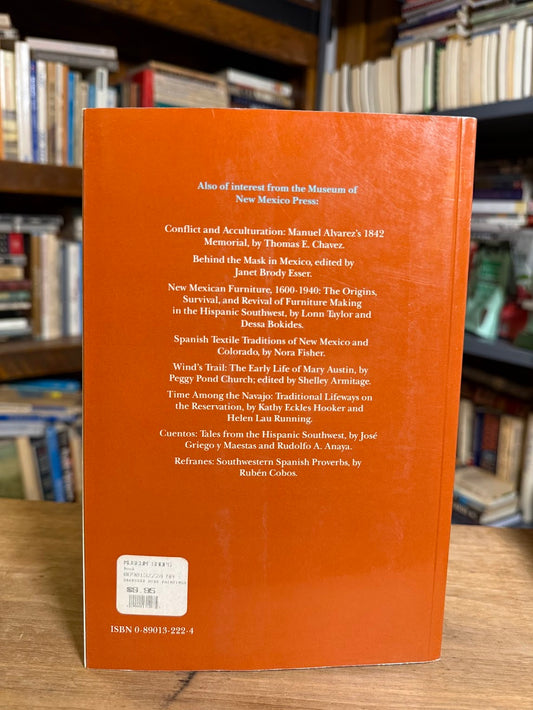 Also of interest from the Museum of
New Mexico Press:
Conflict and Acculturation: Manuel Alvarez's 1842
Memorial, by Thomas E. Chavez.
Behind the Mask in Mexico, edited by
Janet Brody Esser.
New Mexican Furniture, 1600-1940: The Origins,
Survival, and Revival of Furniture Making
in the Hispanic Southwest, by Lonn Taylor and
Dessa Bokides.
Spanish Textile Traditions of New Mexico and
Colorado, by Nora Fisher.
Wind's Trail: The Early Life of Mary Austin, by
Peggy Pond Church; edited by Shelley Armitage.
Time Among the Navajo: Traditional Lifeways on
the Reservation, by Kathy Eckles Hooker and
Helen Lau Running.
Cuentos: Tales from the Hispanic Southwest, by José
Griego y Maestas and Rudolfo A. Anaya.
Refranes: Southwestern Spanish Proverbs, by
Rubén Cobos.
MUSEUM SHOPS
Book
$9.95
ISBN 0-89013-222-4